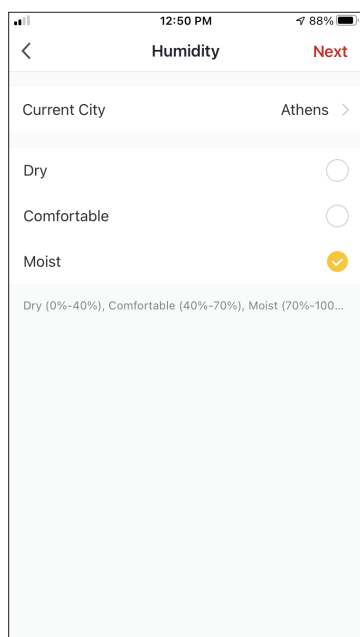 12:50 PM 88%
Humidity Next
Current City Athens
Dry
Comfortable
Moist
Dry (0%-40%), Comfortable (40%-70%), Moist (70%-100...